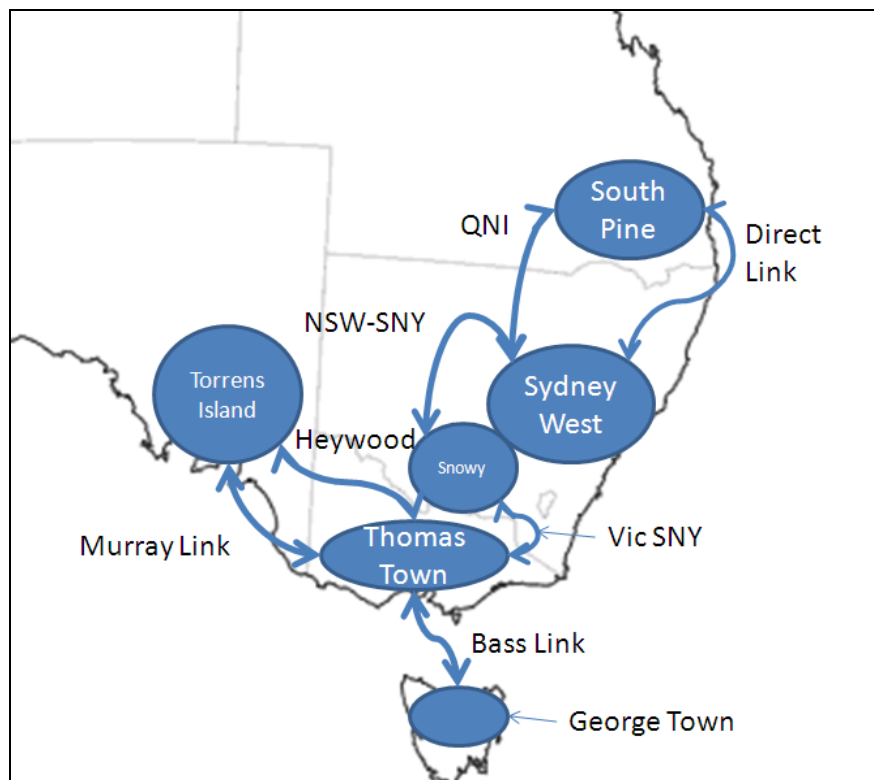 South
Pine
QNI
Direct
Link
NSW-SNY
Torrens
Island
Sydney
West
Heywood
Snowy
Murray Link
Thomas
Town
Vic SNY
Bass Link
George Town